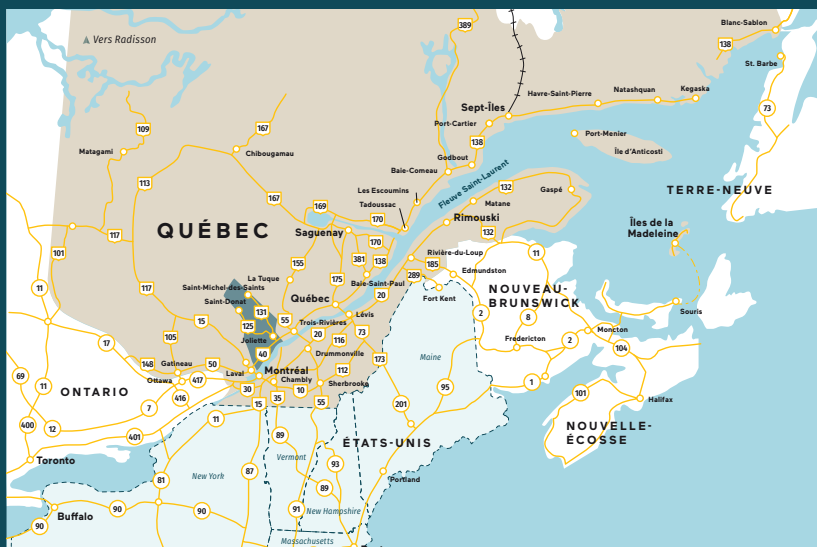 389
Blanc-Sablon
138
Vers Radisson
St. Barbe
Havre-Saint-Pierre
Natashquan
Kegaska
Sept-Îles
73
109
167
Port-Cartier
Port-Menier
138
Matagami
Chibougamau
Île d'Anticosti
Godbout
Baie-Comeau
113
Fleuve Saint-Laurent
132
Gaspé
TERRE-NEUVE
Les Escoumins
167
Matane
Tadoussac
169
170
Rimouski
QUÉBEC
Saguenay
132
Îles de la
Madeleine
117
170
101
381
138
Rivière-du-Loup
11
155
185
La Tuque
175
Baie-Saint-Paul
289
Edmundston
11
117
Saint-Michel-des-Saints
20
NOUVEAU-
BRUNSWICK
Saint-Donat
Québec
Fort Kent
131
Lévis
2
8
Souris
15
125
55
Trois-Rivières
20
73
Moncton
105
Joliette
116
Fredericton
2
17
40
Drummonville
173
Maine
104
148
Gatineau
50
112
69
11
Ottawa
417
Laval
Montréal
Chambly
Sherbrooke
1
ONTARIO
416
30
10
95
101
Halifax
7
15
35
55
201
400
12
11
NOUVELLE-
ÉCOSSE
401
89
ÉTATS-UNIS
Toronto
Vermont
93
New York
87
81
Portland
89
Buffalo
90
90
91
New Hampshire
90
Massachusetts